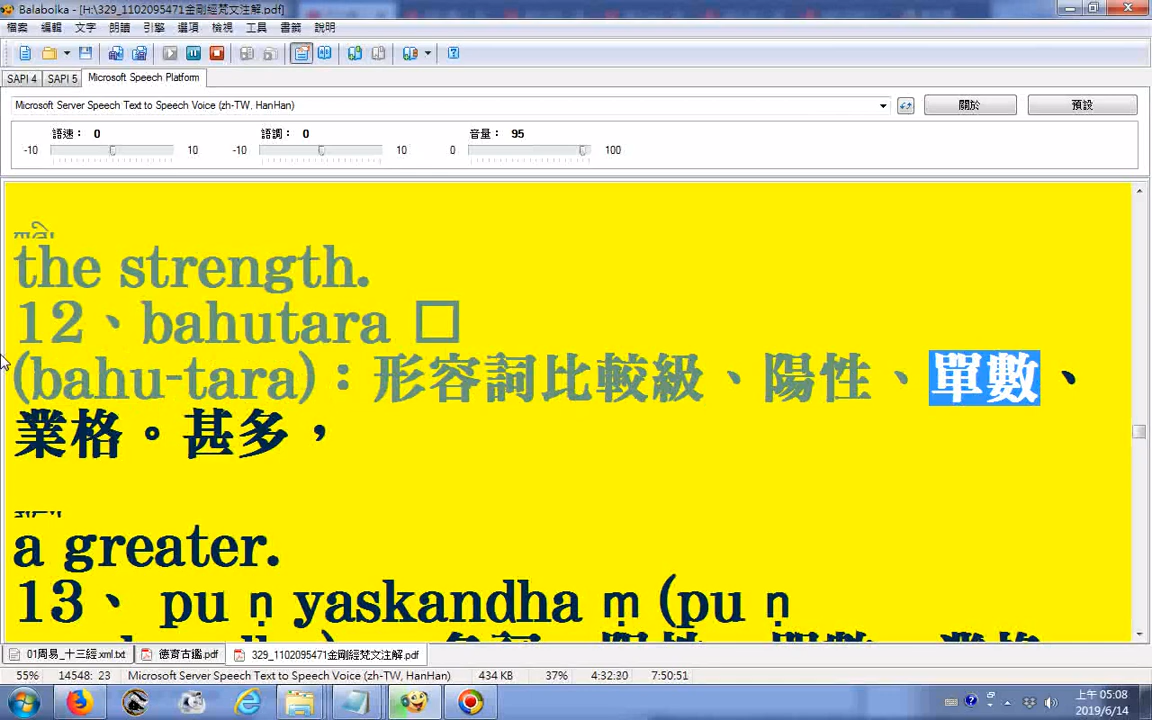 Balabolka - [H:\329_1102095471金剛經梵文注解.pdf]
檔案 編輯 文字 朗讀 引擎 選項 檢視 工具 書籤 說明
SAPI 4 SAPI 5 Microsoft Speech Platform
Microsoft Server Speech Text to Speech Voice (zh-TW, HanHan)
關於 預設
語速： 0 語調： 0 音量： 95
-10 10 -10 10 0 100
the strength.
12、bahutara □
(bahu-tara)：形容詞比較級、陽性、單數、
業格。甚多，
a greater.
13、 pu ṇ yaskandha ṃ (pu ṇ
01周易_十三經.xml.txt 德育古鑑.pdf 329_1102095471金剛經梵文注解.pdf
55% 14548: 23 Microsoft Server Speech Text to Speech Voice (zh-TW, HanHan) 434 KB 37% 4:32:30 7:50:51
上午 05:08
2019/6/14